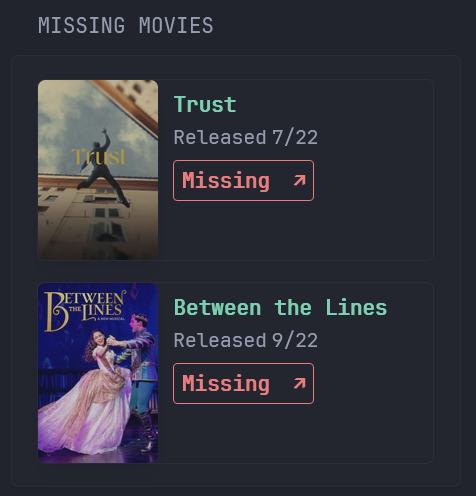 MISSING MOVIES
Trust
Trust
Released 7/22
Missing
BETWEEN
THE LINES
A NEW MUSICAL
Between the Lines
Released 9/22
Missing